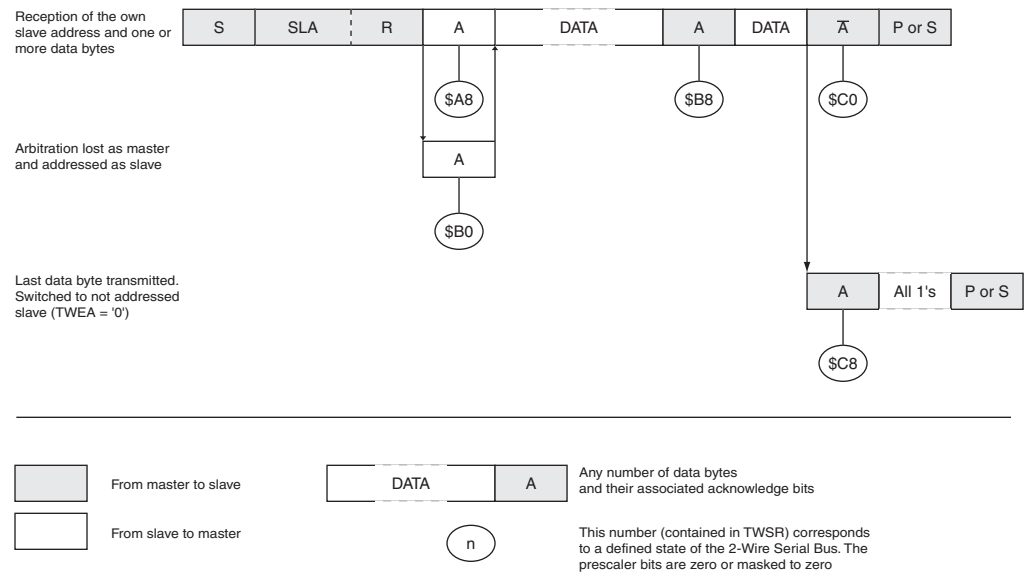 Reception of the own
slave address and one or
more data bytes
S SLA R A DATA A DATA A̅ P or S
$A8 $B8 $C0
Arbitration lost as master
and addressed as slave
A
$B0
Last data byte transmitted.
Switched to not addressed
slave (TWEA = '0')
A All 1's P or S
$C8
From master to slave
DATA A
Any number of data bytes
and their associated acknowledge bits
From slave to master
n
This number (contained in TWSR) corresponds
to a defined state of the 2-Wire Serial Bus. The
prescaler bits are zero or masked to zero